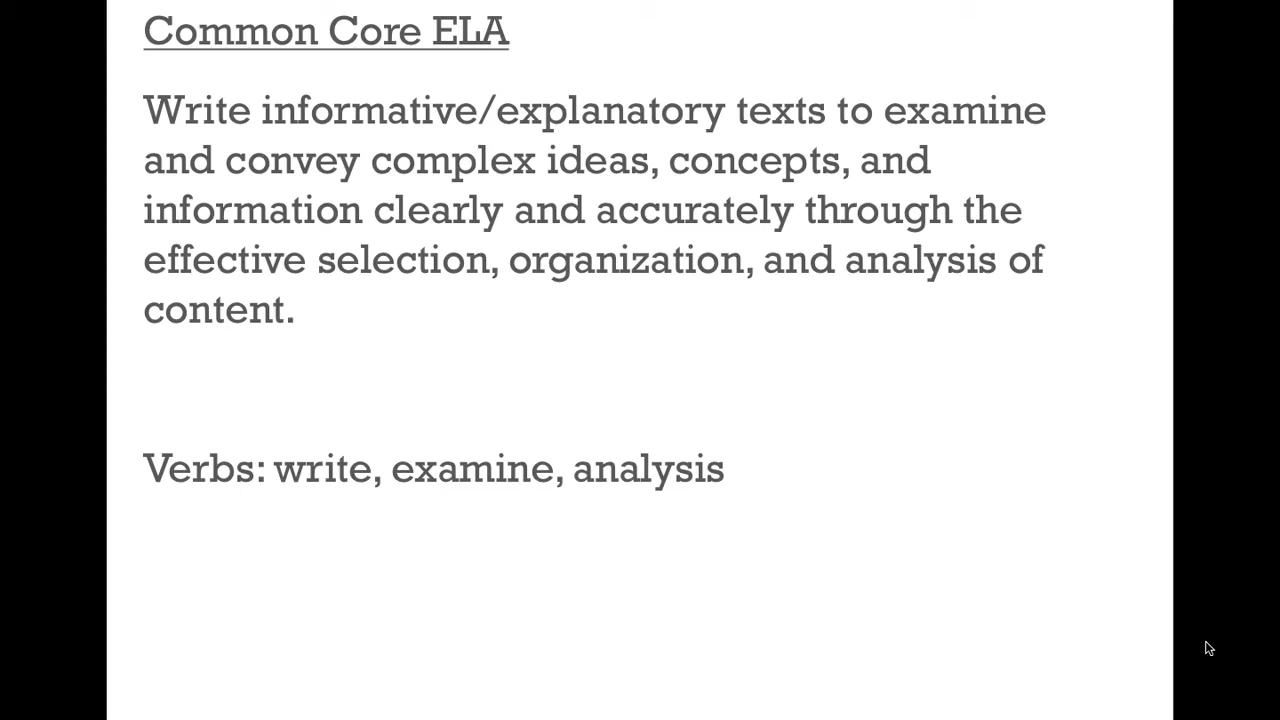 Common Core ELA
Write informative/explanatory texts to examine
and convey complex ideas, concepts, and
information clearly and accurately through the
effective selection, organization, and analysis of
content.
Verbs: write, examine, analysis